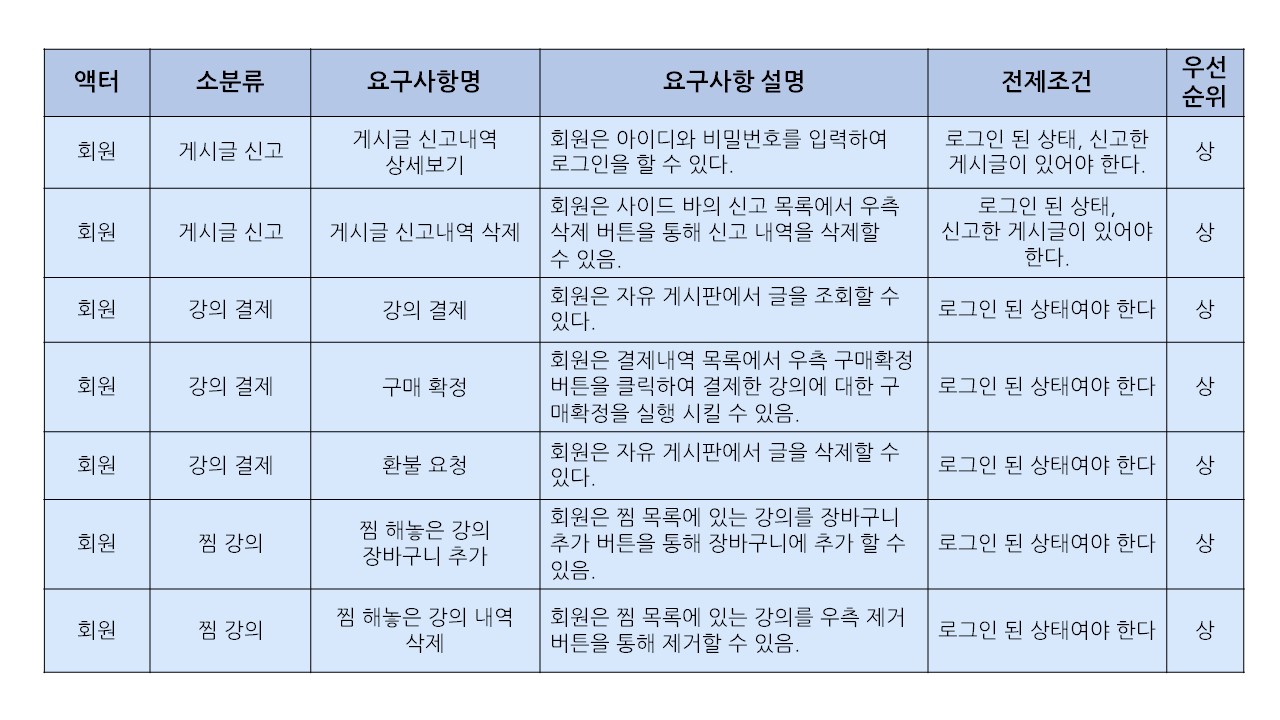 액터
소분류
요구사항명
요구사항 설명
전제조건
우선
순위
회원
게시글 신고
게시글 신고내역
상세보기
회원은 아이디와 비밀번호를 입력하여
로그인을 할 수 있다.
로그인 된 상태, 신고한
게시글이 있어야 한다.
상
회원
게시글 신고
게시글 신고내역 삭제
회원은 사이드 바의 신고 목록에서 우측
삭제 버튼을 통해 신고 내역을 삭제할
수 있음.
로그인 된 상태,
신고한 게시글이 있어야
한다.
상
회원
강의 결제
강의 결제
회원은 자유 게시판에서 글을 조회할 수
있다.
로그인 된 상태여야 한다
상
회원
강의 결제
구매 확정
회원은 결제내역 목록에서 우측 구매확정
버튼을 클릭하여 결제한 강의에 대한 구
매확정을 실행 시킬 수 있음.
로그인 된 상태여야 한다
상
회원
강의 결제
환불 요청
회원은 자유 게시판에서 글을 삭제할 수
있다.
로그인 된 상태여야 한다
상
회원
찜 강의
찜 해놓은 강의
장바구니 추가
회원은 찜 목록에 있는 강의를 장바구니
추가 버튼을 통해 장바구니에 추가 할 수
있음.
로그인 된 상태여야 한다
상
회원
찜 강의
찜 해놓은 강의 내역
삭제
회원은 찜 목록에 있는 강의를 우측 제거
버튼을 통해 제거할 수 있음.
로그인 된 상태여야 한다
상